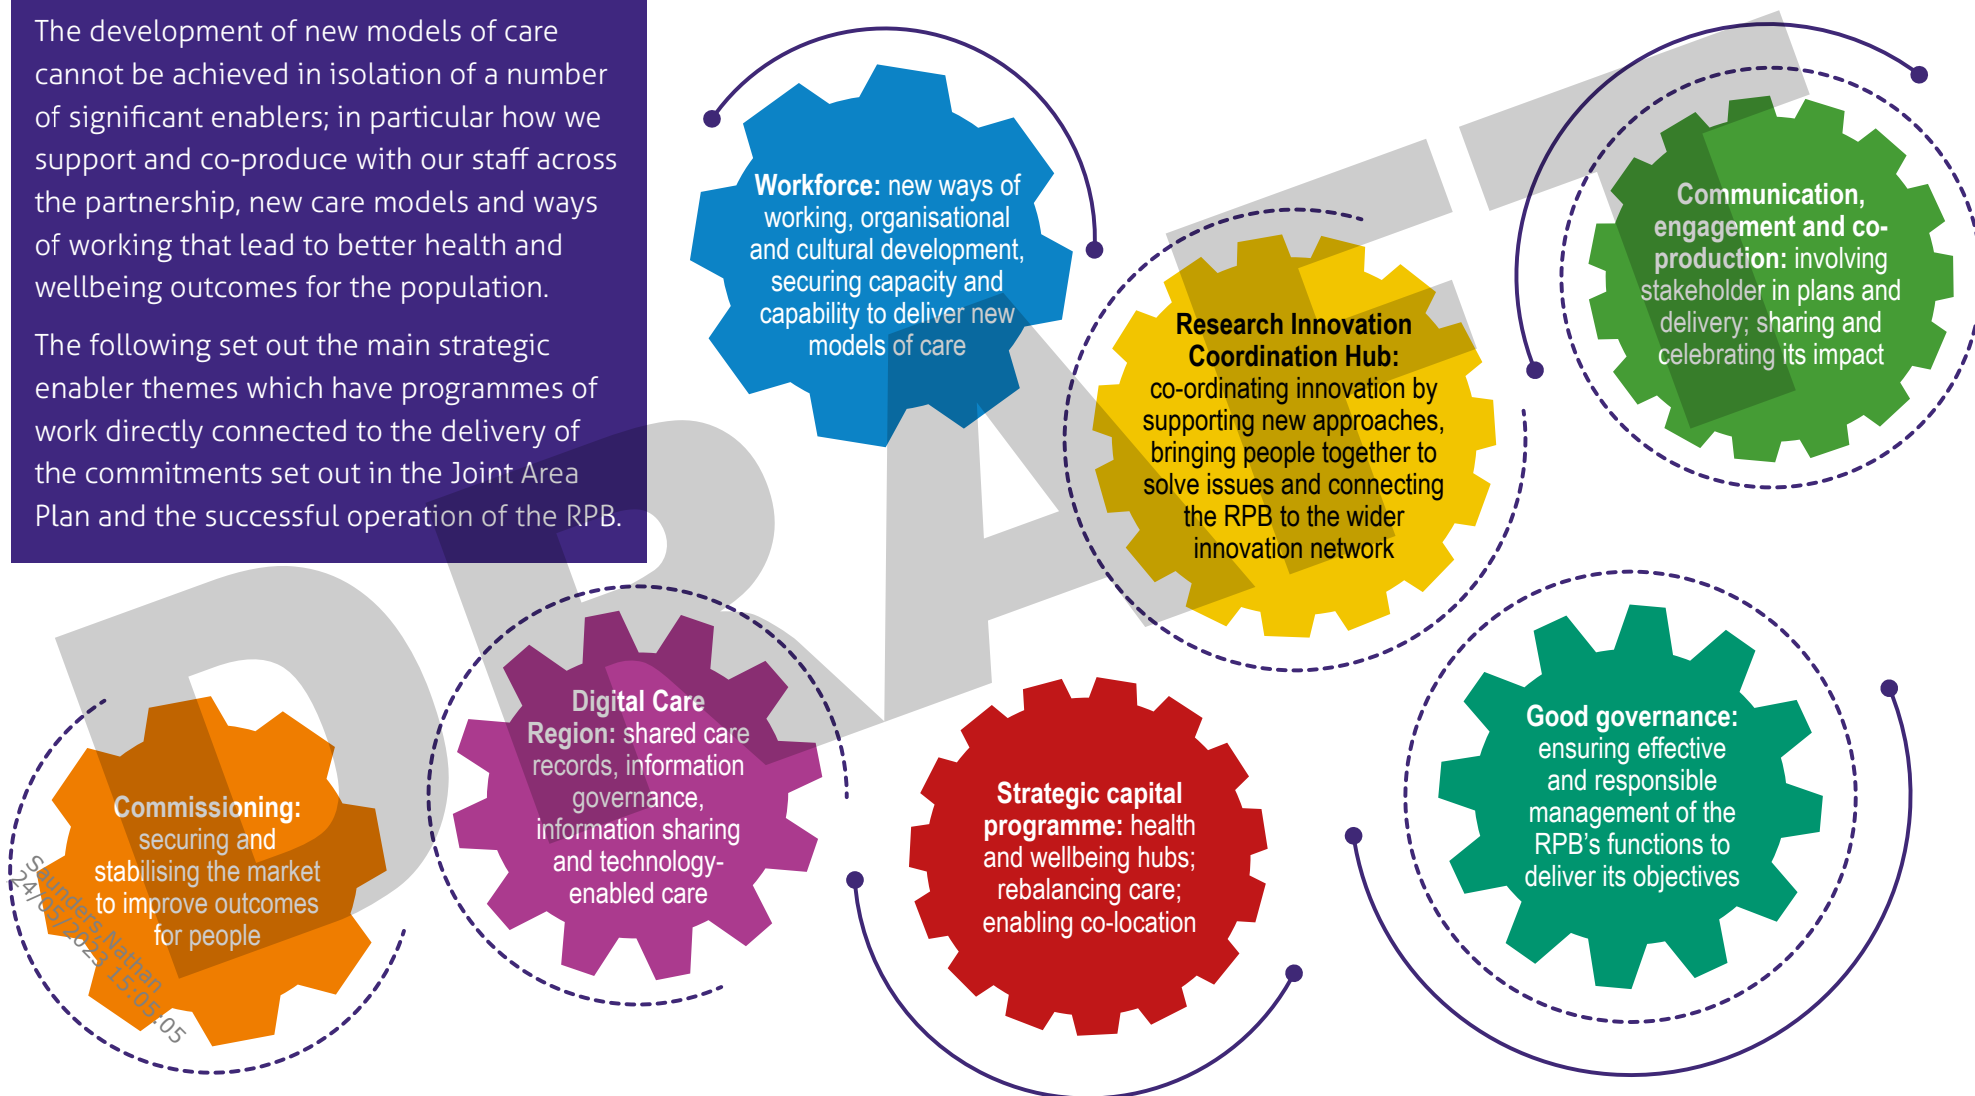 The development of new models of care
cannot be achieved in isolation of a number
of significant enablers; in particular how we
support and co-produce with our staff across
the partnership, new care models and ways
of working that lead to better health and
wellbeing outcomes for the population.
The following set out the main strategic
enabler themes which have programmes of
work directly connected to the delivery of
the commitments set out in the Joint Area
Plan and the successful operation of the RPB.
Workforce: new ways of
working, organisational
and cultural development,
securing capacity and
capability to deliver new
models of care
Research Innovation
Coordination Hub:
co-ordinating innovation by
supporting new approaches,
bringing people together to
solve issues and connecting
the RPB to the wider
innovation network
Communication,
engagement and co-
production: involving
stakeholder in plans and
delivery; sharing and
celebrating its impact
Commissioning:
securing and
stabilising the market
to improve outcomes
for people
Digital Care
Region: shared care
records, information
governance,
information sharing
and technology-
enabled care
Strategic capital
programme: health
and wellbeing hubs;
rebalancing care;
enabling co-location
Good governance:
ensuring effective
and responsible
management of the
RPB's functions to
deliver its objectives
DRAFT
Saunders,Nathan
24/05/2023 15:05:05